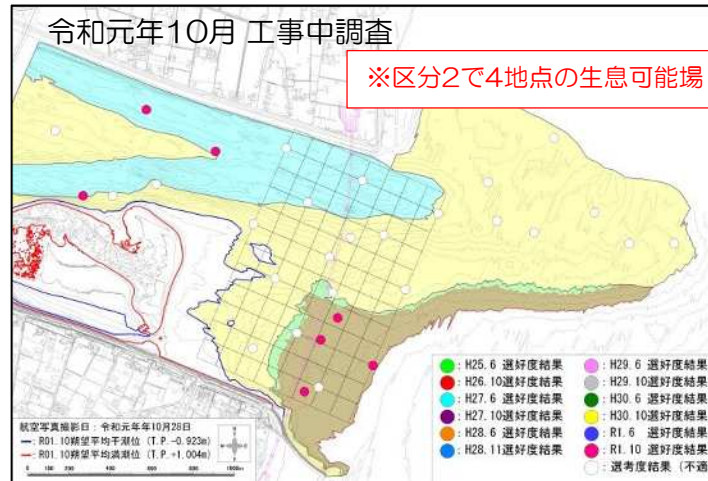 令和元年10月 工事中調査
※区分2で4地点の生息可能場
: H25.6 選好度結果
: H26.10選好度結果
: H27.6 選好度結果
: H27.10選好度結果
: H28.6 選好度結果
: H28.11選好度結果
: H29.6 選好度結果
: H29.10選好度結果
: H30.6 選好度結果
: H30.10選好度結果
: R1.6 選好度結果
: R1.10 選好度結果
: 選考度結果 (不適
航空写真撮影日:令和元年年10月28日
: R01.10朔望平均干潮位 (T.P.-0.923m)
: R01.10朔望平均満潮位 (T.P.+1.004m)
0 100 200 400 600 800 1000m